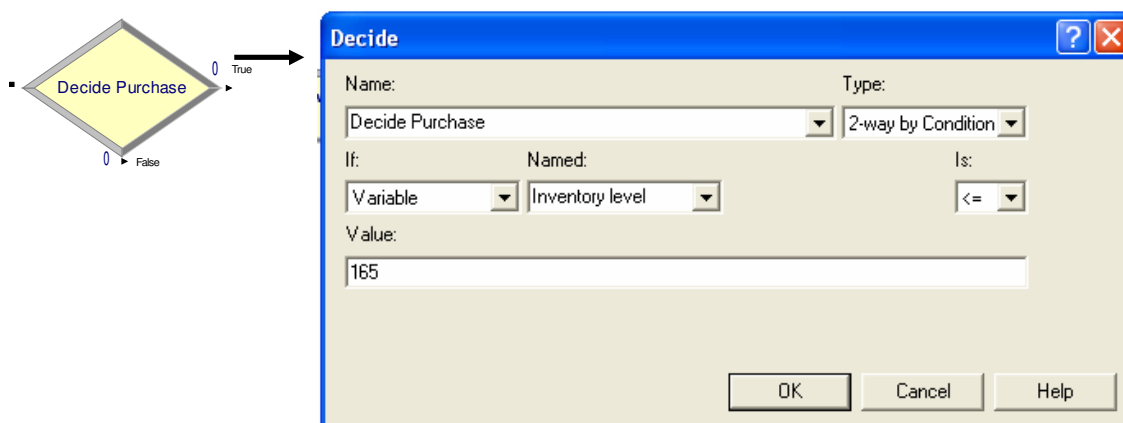 Decide Purchase
0 True
0 False
Decide
Name:
Type:
Decide Purchase
2-way by Condition
If:
Named:
Is:
Variable
Inventory level
<=
Value:
165
OK
Cancel
Help